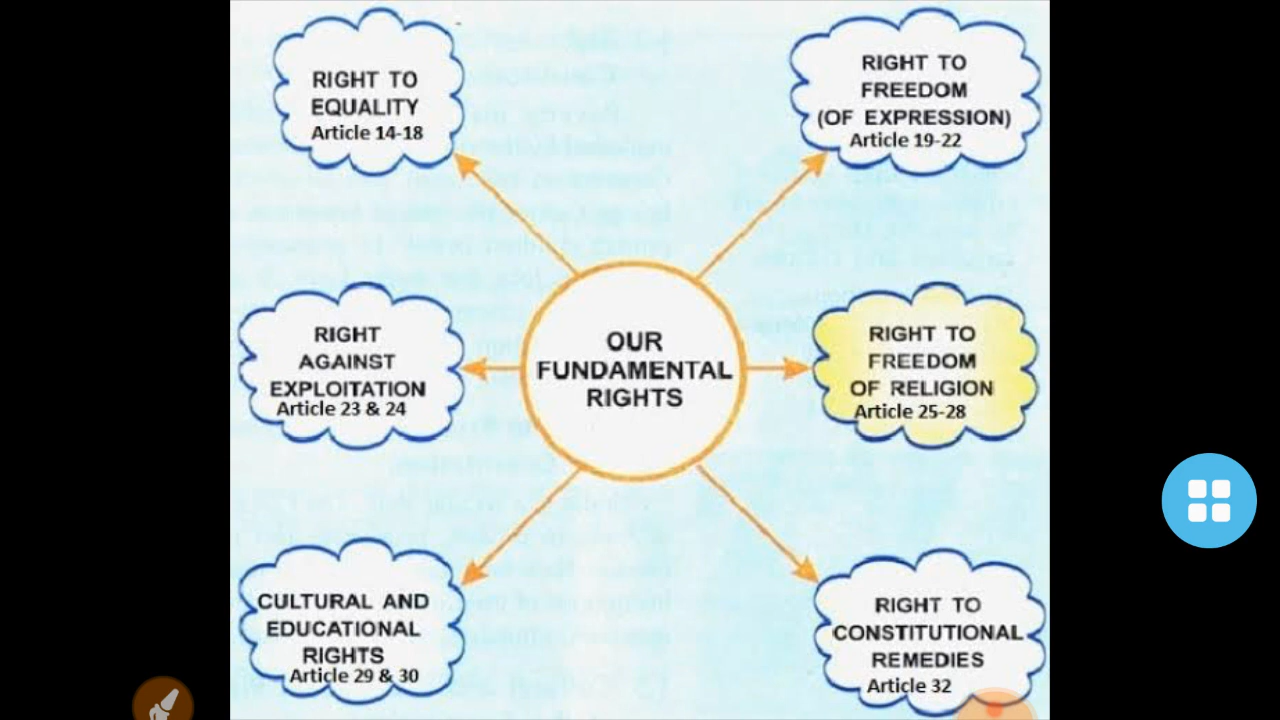 RIGHT TO
EQUALITY
Article 14-18
RIGHT TO
FREEDOM
(OF EXPRESSION)
Article 19-22
RIGHT
AGAINST
EXPLOITATION
Article 23 & 24
OUR
FUNDAMENTAL
RIGHTS
RIGHT TO
FREEDOM
OF RELIGION
Article 25-28
CULTURAL AND
EDUCATIONAL
RIGHTS
Article 29 & 30
RIGHT TO
CONSTITUTIONAL
REMEDIES
Article 32